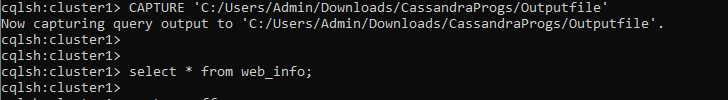 cqlsh:cluster1> CAPTURE 'C:/Users/Admin/Downloads/CassandraProgs/Outputfile'
Now capturing query output to 'C:/Users/Admin/Downloads/CassandraProgs/Outputfile'.
cqlsh:cluster1>
cqlsh:cluster1>
cqlsh:cluster1> select * from web_info;
cqlsh:cluster1>